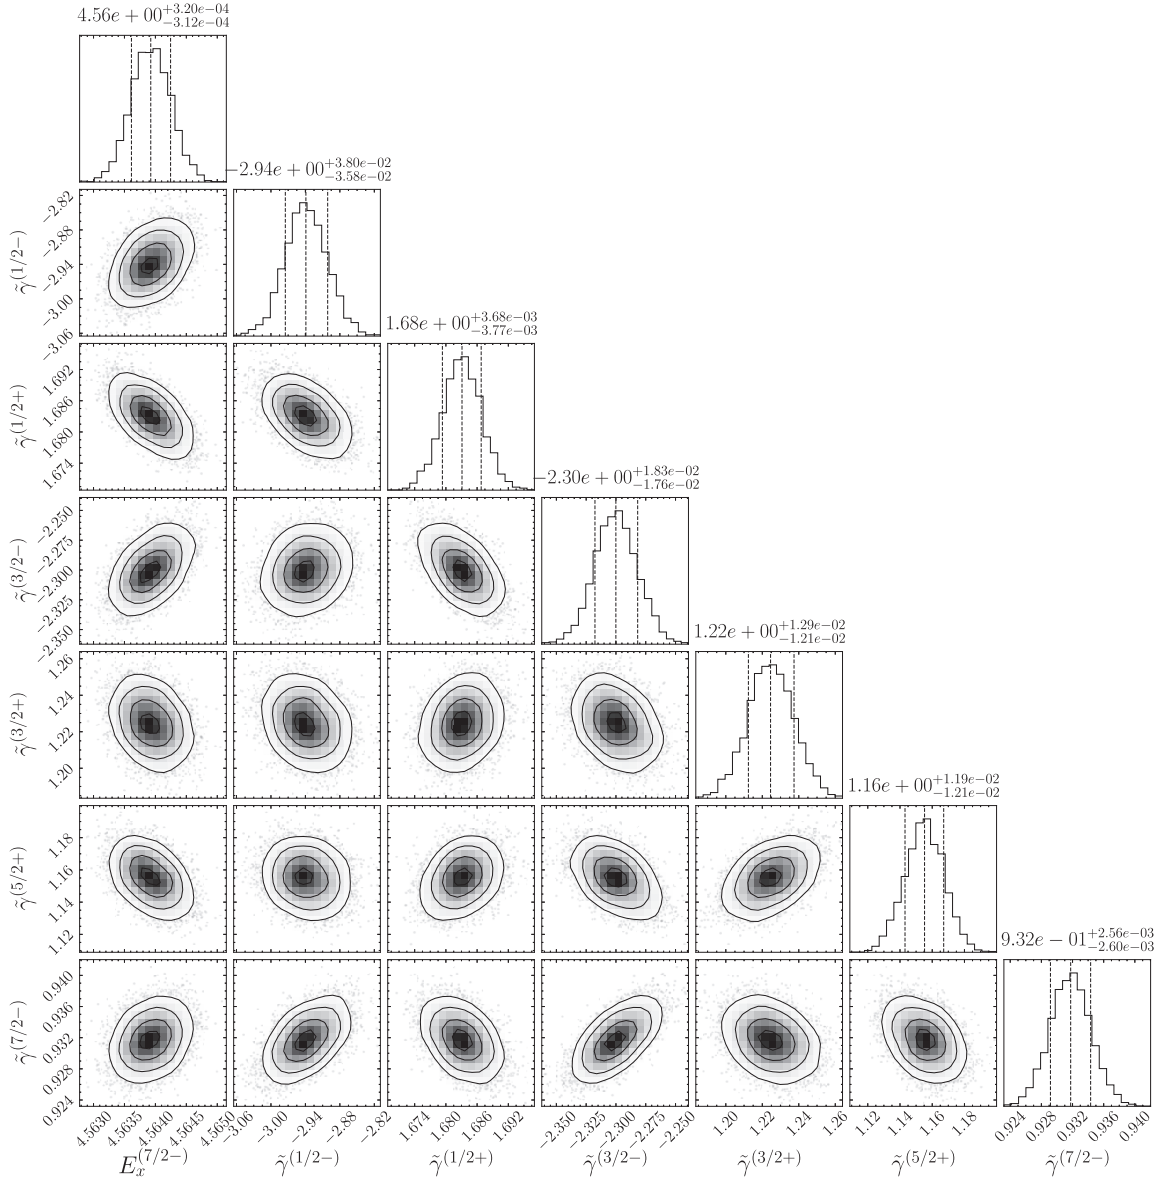 4.56e + 00^{+3.20e−04}_{−3.12e−04}
−2.94e + 00^{+3.80e−02}_{−3.58e−02}
γ̃^{(1/2−)}
−2.82
−2.88
−2.94
−3.00
−3.06
1.68e + 00^{+3.68e−03}_{−3.77e−03}
γ̃^{(1/2+)}
1.692
1.686
1.680
1.674
−2.30e + 00^{+1.83e−02}_{−1.76e−02}
γ̃^{(3/2−)}
−2.250
−2.275
−2.300
−2.325
−2.350
1.22e + 00^{+1.29e−02}_{−1.21e−02}
γ̃^{(3/2+)}
1.26
1.24
1.22
1.20
1.16e + 00^{+1.19e−02}_{−1.21e−02}
γ̃^{(5/2+)}
1.18
1.16
1.14
1.12
9.32e − 01^{+2.56e−03}_{−2.60e−03}
γ̃^{(7/2−)}
0.940
0.936
0.932
0.928
0.924
4.5630 4.5635 4.5640 4.5645 4.5650 −3.06 −3.00 −2.94 −2.88 −2.82 1.674 1.680 1.686 1.692 −2.350 −2.325 −2.300 −2.275 −2.250 1.20 1.22 1.24 1.26 1.12 1.14 1.16 1.18 0.924 0.928 0.932 0.936 0.940
E_x^{(7/2−)} γ̃^{(1/2−)} γ̃^{(1/2+)} γ̃^{(3/2−)} γ̃^{(3/2+)} γ̃^{(5/2+)} γ̃^{(7/2−)}